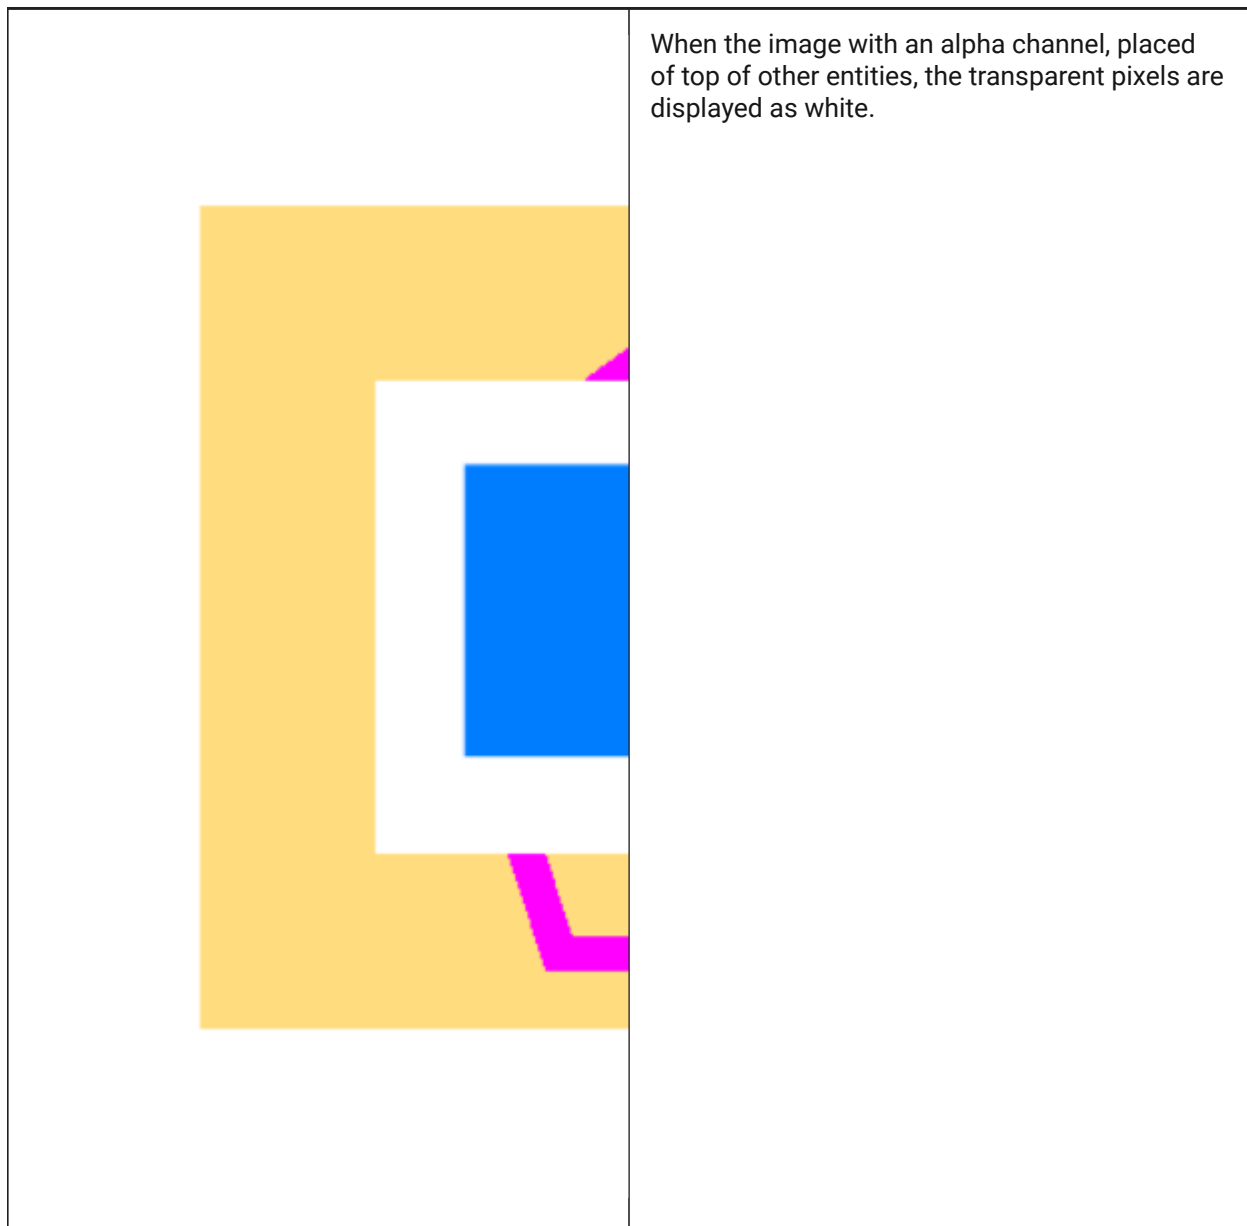 When the image with an alpha channel, placed
of top of other entities, the transparent pixels are
displayed as white.